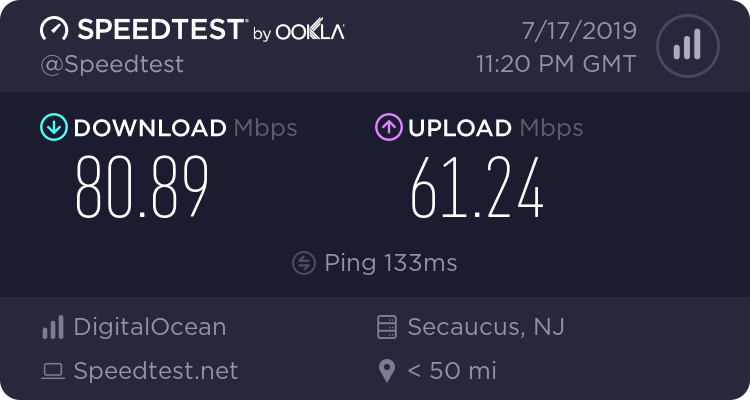 SPEEDTEST® by OOKLA®
7/17/2019
@Speedtest
11:20 PM GMT
DOWNLOAD Mbps
80.89
UPLOAD Mbps
61.24
Ping 133ms
DigitalOcean
Secaucus, NJ
Speedtest.net
< 50 mi